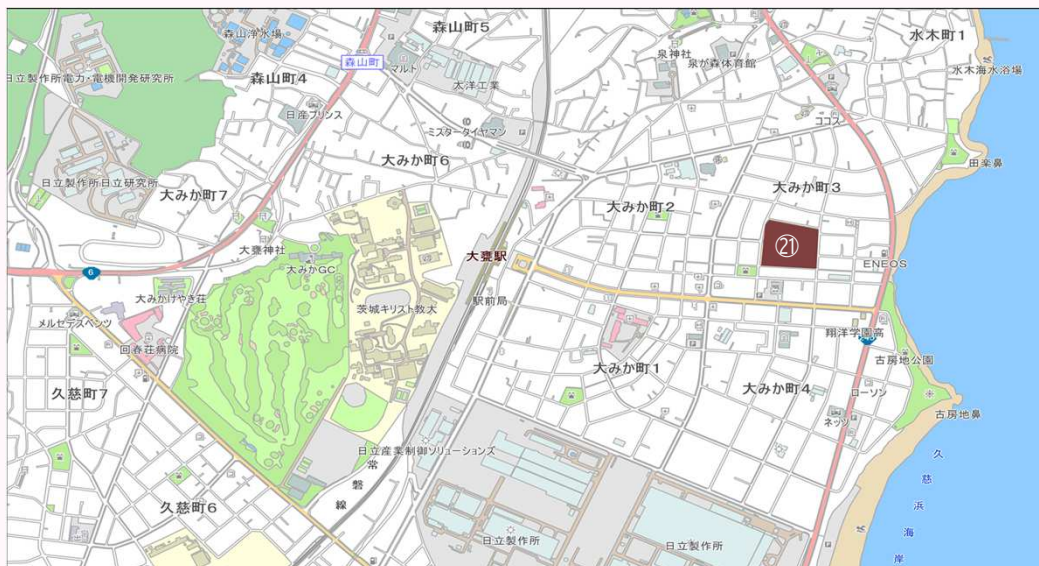 森山浄水場
森山町5
水木町1
日立製作所電力・電機開発研究所
森山町4
森山町
マルト
太洋工業
泉神社
泉が森体育館
水木海水浴場
日産プリンス
ミスタータイヤマン
ココス
田楽鼻
日立製作所日立研究所
大みか町7
大みか町6
大みか町2
大みか町3
大甕神社
大甕駅
㉑
ENEOS
6
大みかGC
大みかけやき荘
茨城キリスト教大
駅前局
メルセデスベンツ
回春荘病院
翔洋学園高
245
古房地公園
久慈町7
大みか町1
大みか町4
ローソン
ネッツ
古房地鼻
日立産業制御ソリューションズ
常磐線
久慈町6
日立製作所
日立製作所
久慈浜海岸